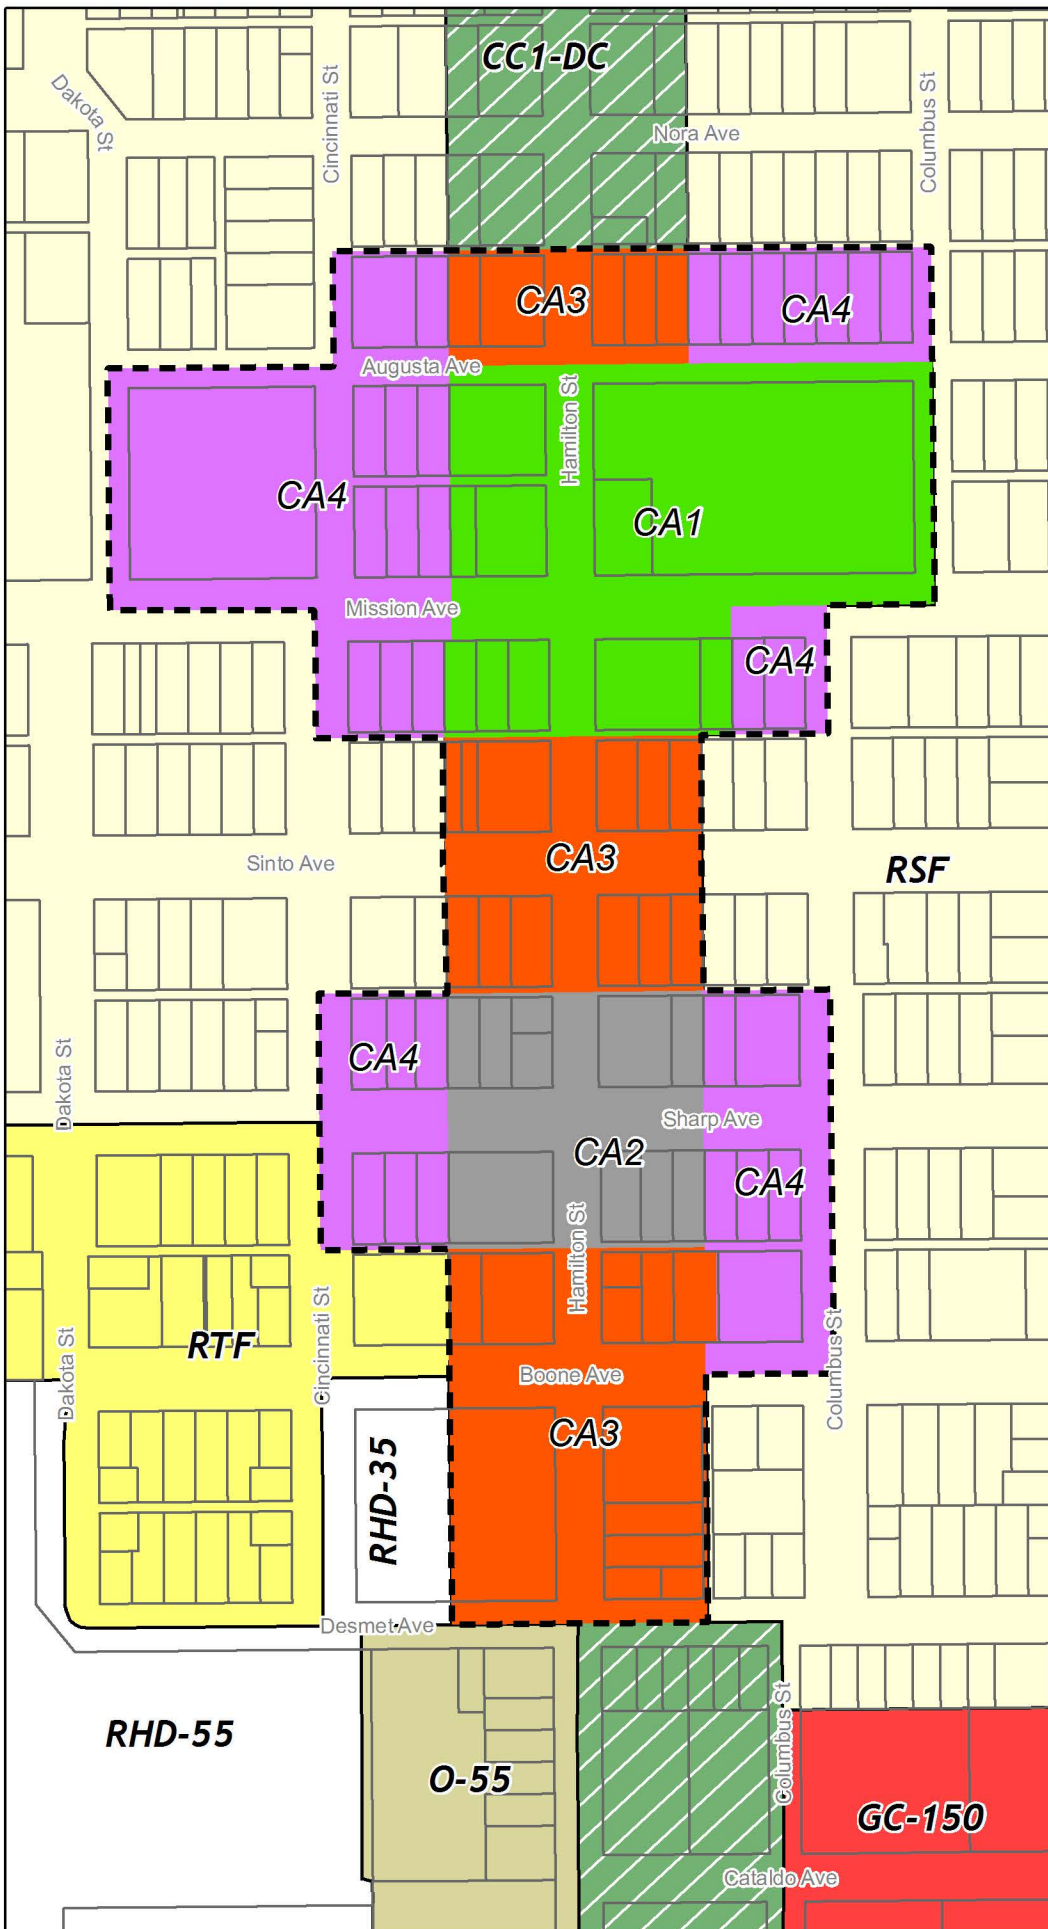 CC1-DC
Dakota St
Cincinnati St
Columbus St
Nora Ave
CA3
CA4
Augusta Ave
Hamilton St
CA4
CA1
Mission Ave
CA4
CA3
Sinto Ave
RSF
CA4
Dakota St
Sharp Ave
CA2
CA4
Hamilton St
Cincinnati St
RTF
Dakota St
Boone Ave
Columbus St
CA3
RHD-35
Desmet Ave
RHD-55
Columbus St
O-55
GC-150
Cataldo Ave